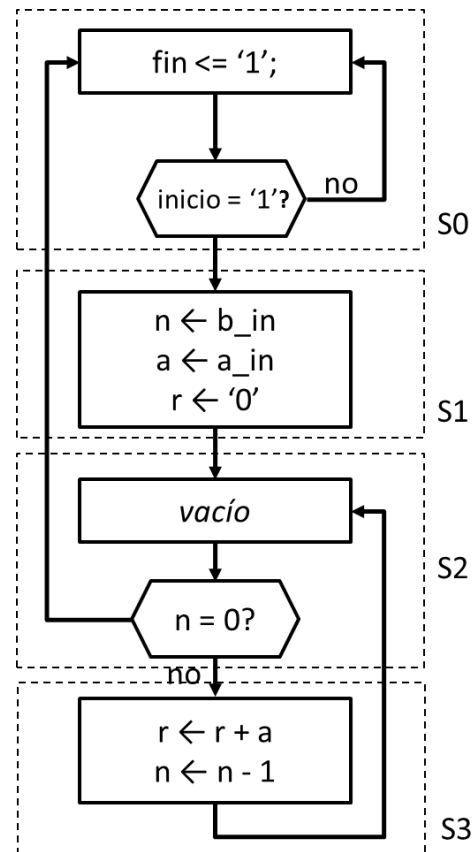 fin <= ‘1’;
inicio = ‘1’?
no
S0
n ← b_in
a ← a_in
r ← ‘0’
S1
vacío
S2
n = 0?
no
r ← r + a
n ← n - 1
S3